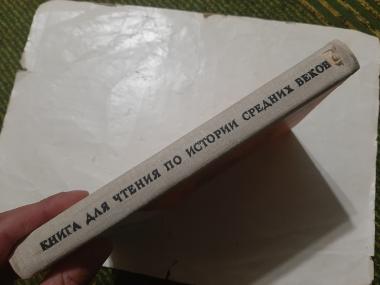 КНИГА ДЛЯ ЧТЕНИЯ ПО ИСТОРИИ СРЕДНИХ ВЕКОВ